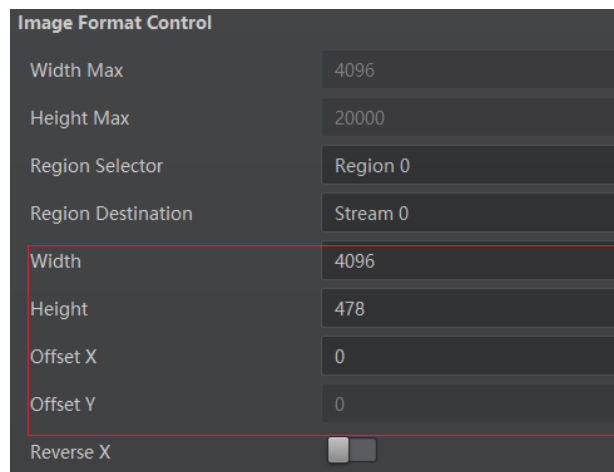 Image Format Control
Width Max 4096
Height Max 20000
Region Selector Region 0
Region Destination Stream 0
Width 4096
Height 478
Offset X 0
Offset Y 0
Reverse X